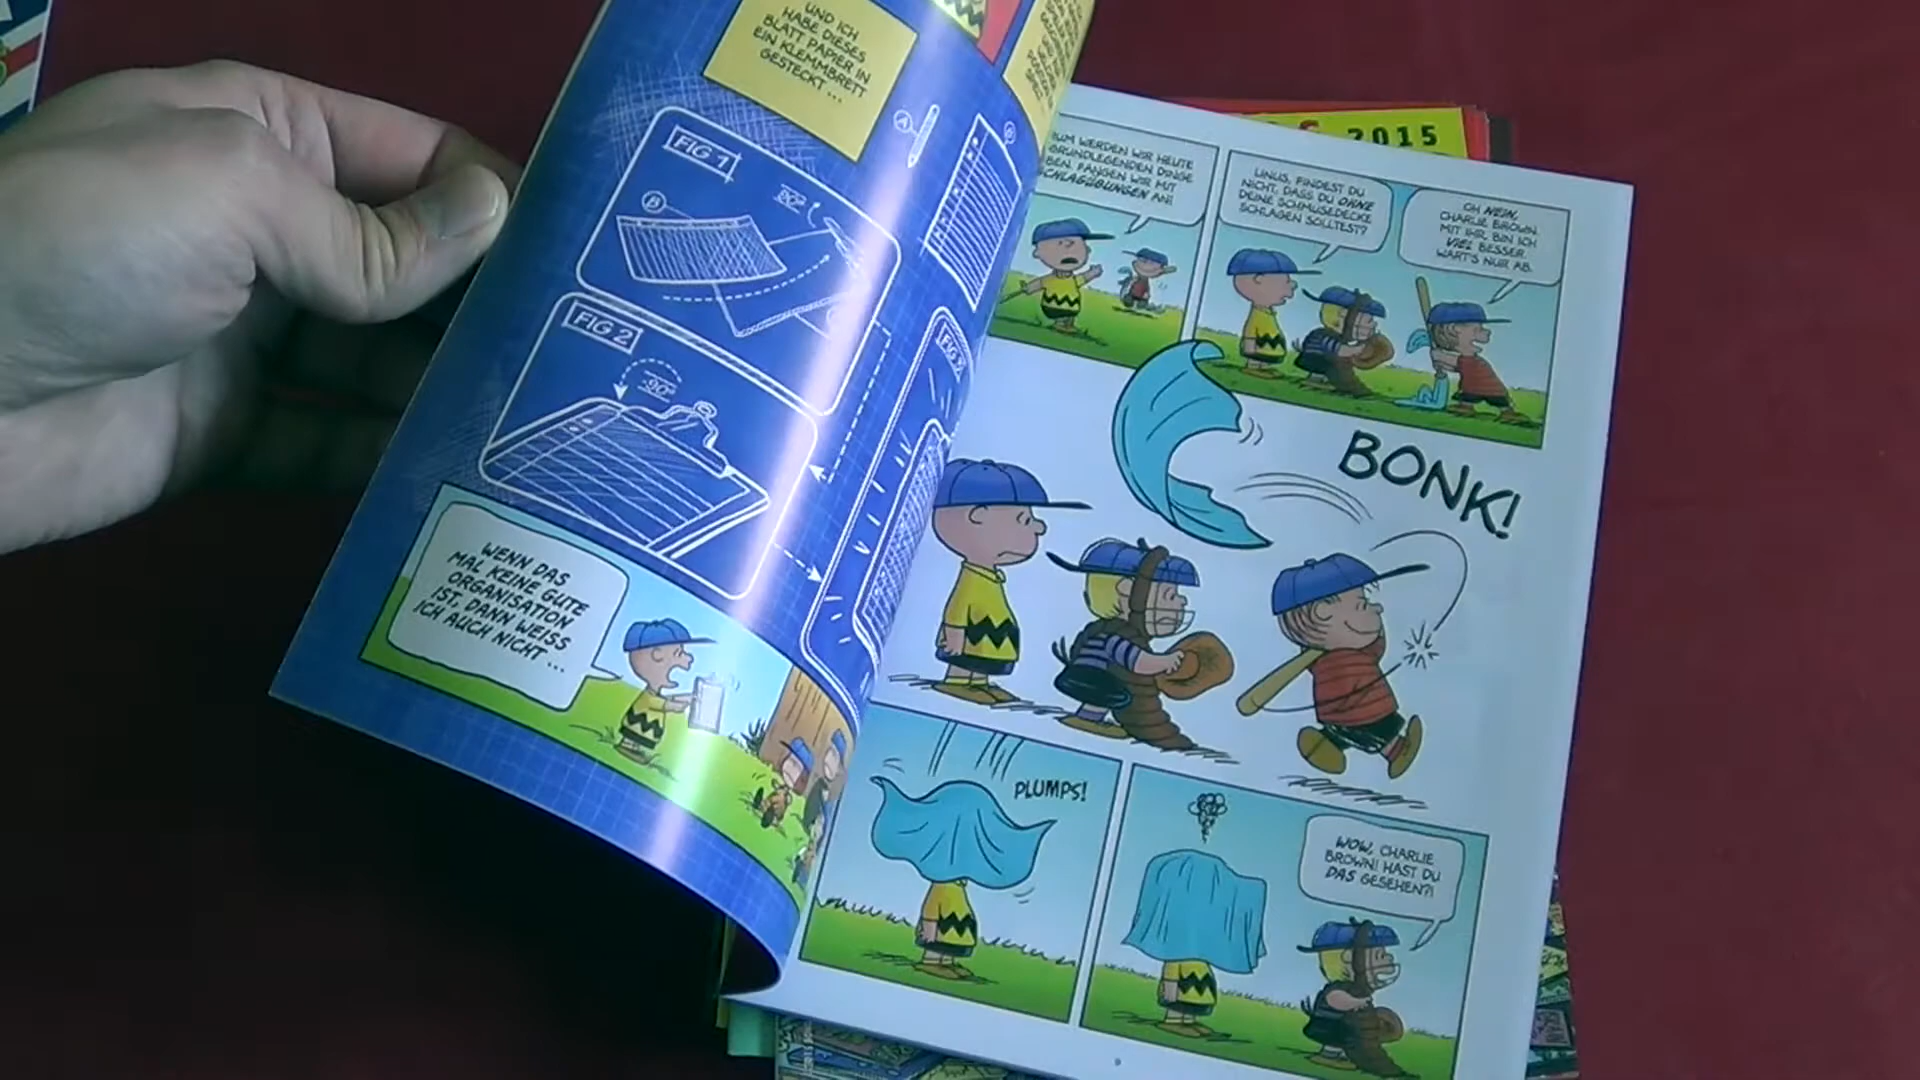 UND ICH
HABE DIESES
BLATT PAPIER IN
EIN KLEMMBRETT
GESTECKT ...
A
B
FIG 1
B
90°
FIG 2
90°
WENN DAS
MAL KEINE GUTE
ORGANISATION
IST, DANN WEISS
ICH AUCH NICHT ...
2015
WERDEN WIR HEUTE
GRUNDLEGENDEN DINGE
FANGEN WIR MIT
SCHLAGÜBUNGEN AN!
LINUS, FINDEST DU
NICHT, DASS DU OHNE
DEINE SCHMUSEDECKE
SCHLAGEN SOLLTEST?
OH NEIN,
CHARLIE BROWN.
MIT IHR BIN ICH
VIEL BESSER.
WART'S NUR AB.
BONK!
PLUMPS!
WOW, CHARLIE
BROWN! HAST DU
DAS GESEHEN?!
9